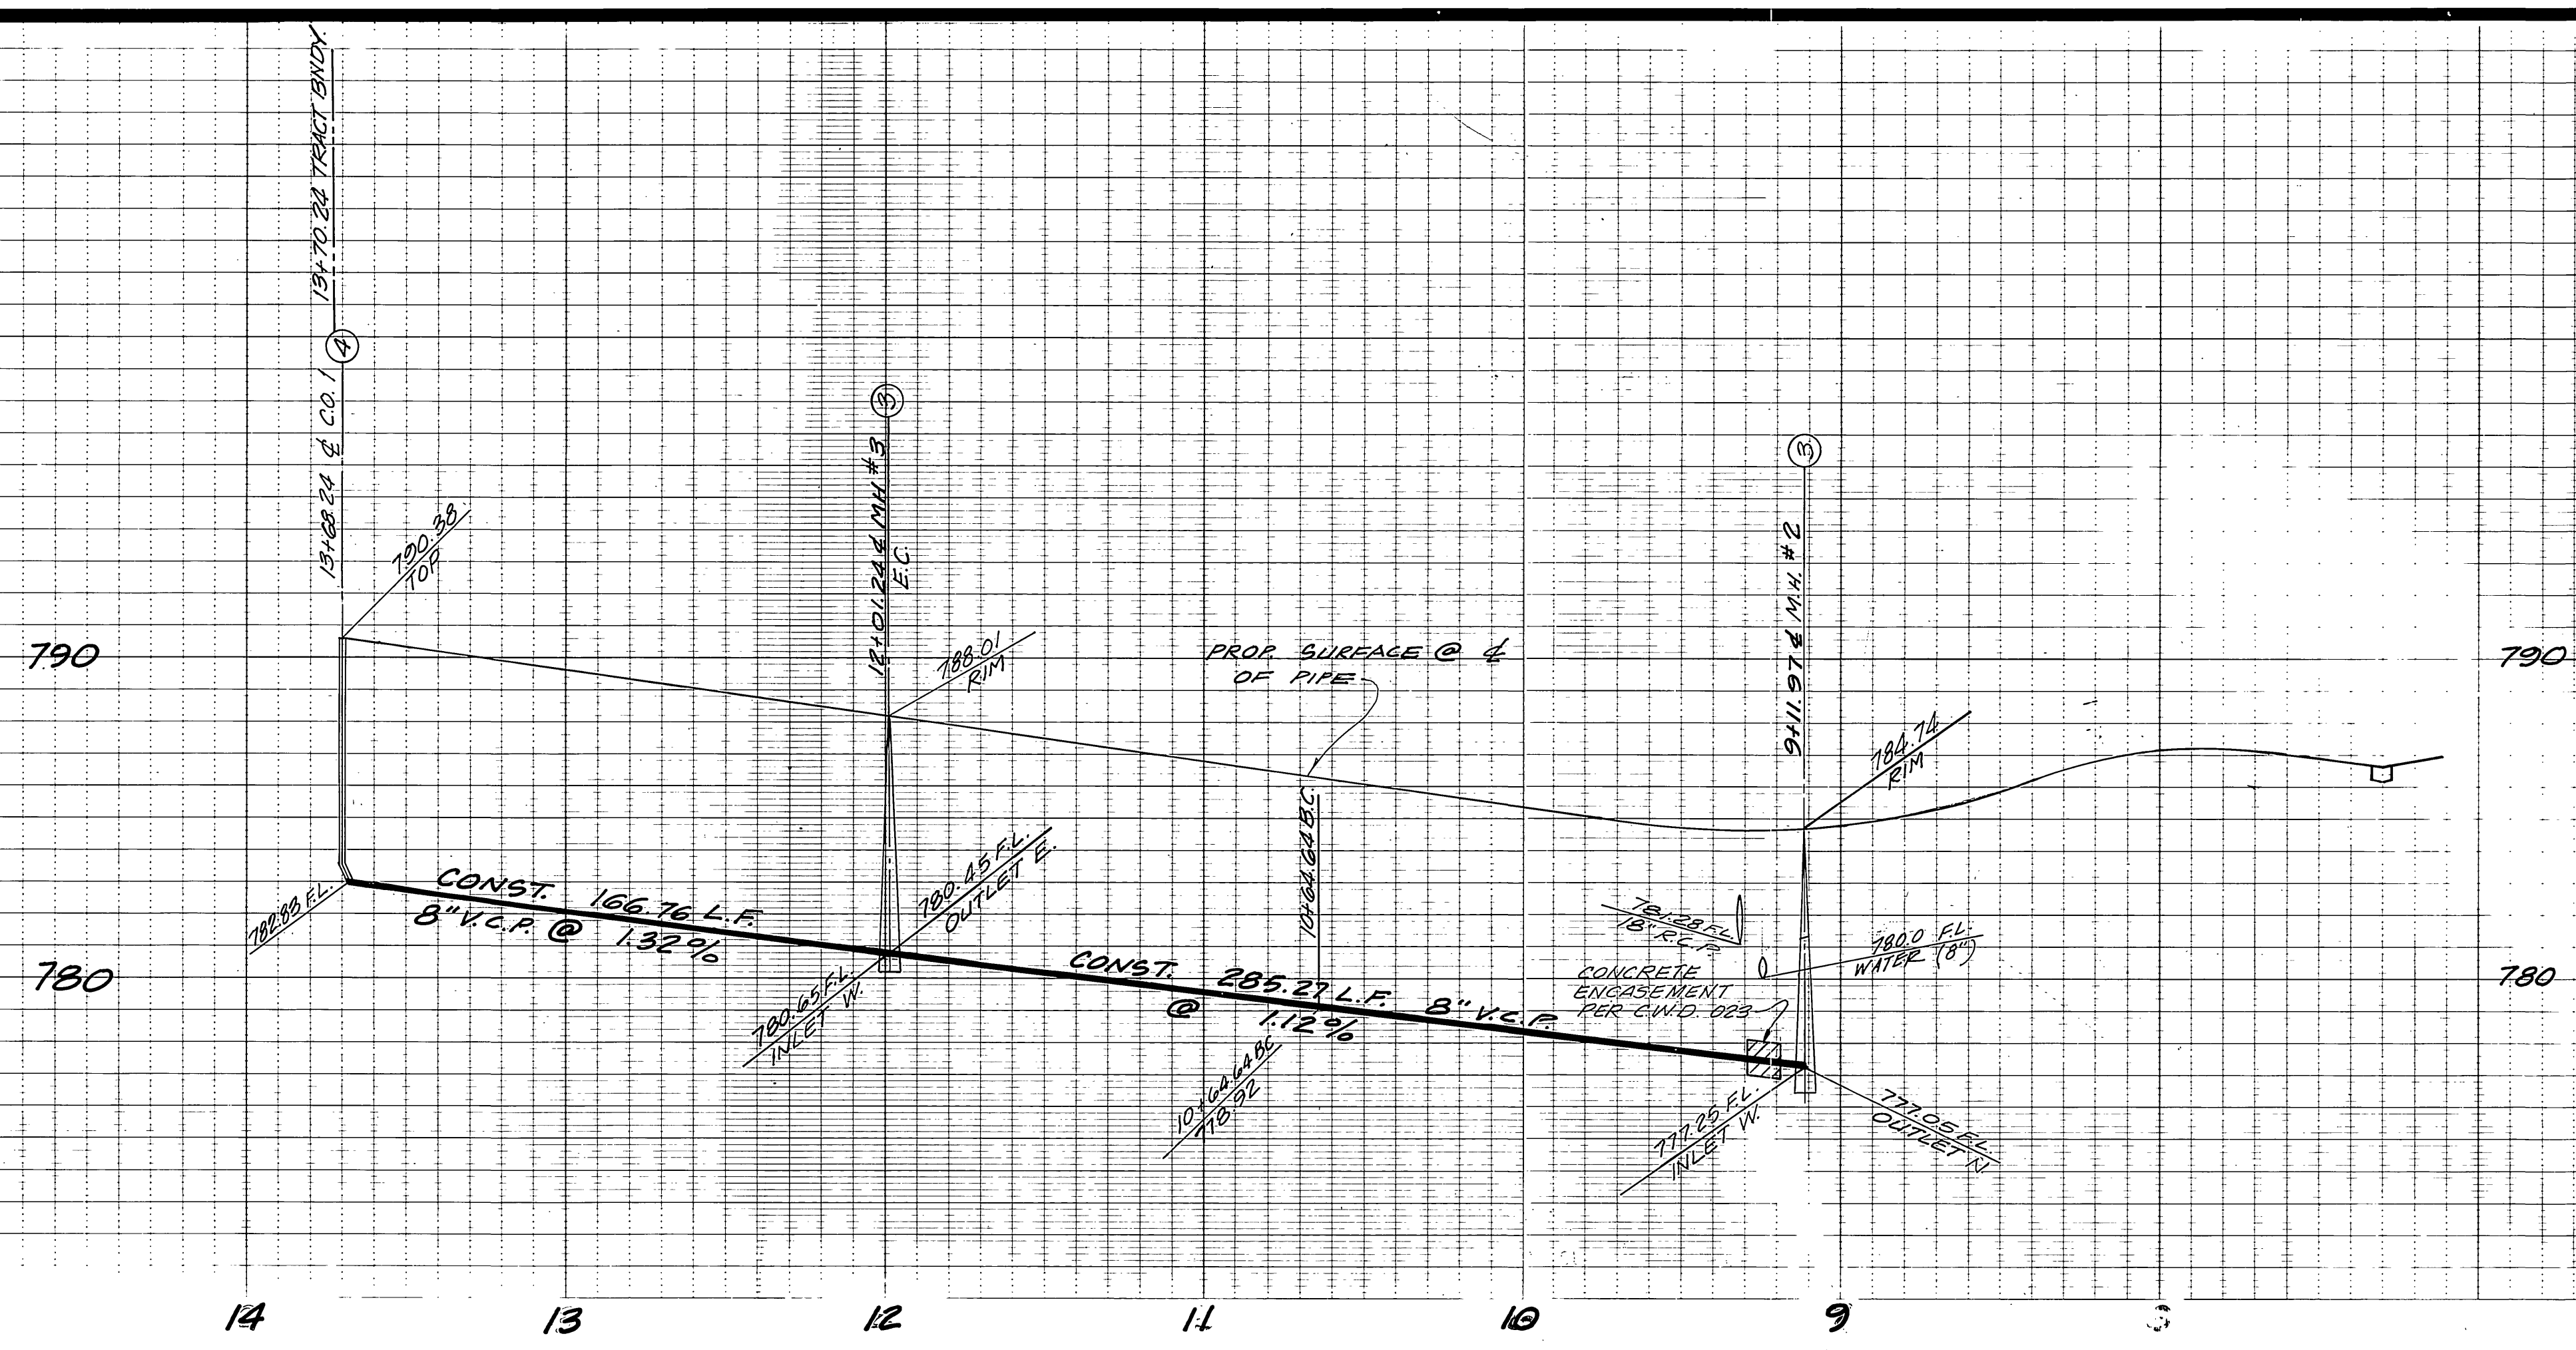 13+70.24 TRACT BNDY.
4
13+68.24 ℄ C.O. 1
790.38
TOP
3
12+01.24 ℄ MH #3
E.C.
788.01
RIM
PROP. SURFACE @ ℄
OF PIPE
3
9+11.97 ℄ M.H. #2
784.74
RIM
790
790
10+64.64 B.C.
782.83 F.L.
CONST. 166.76 L.F.
8" V.C.P. @ 1.32%
780.45 F.L.
OUTLET E.
781.28 F.L.
18" R.C.P.
780.0 F.L.
WATER (8")
780
780
780.65 F.L.
INLET W.
CONST. 285.27 L.F. 8" V.C.P.
@ 1.12%
CONCRETE
ENCASEMENT
PER C.W.D. 023
10+64.64 BC
778.92
777.25 F.L.
INLET W.
777.05 F.L.
OUTLET N
14
13
12
11
10
9